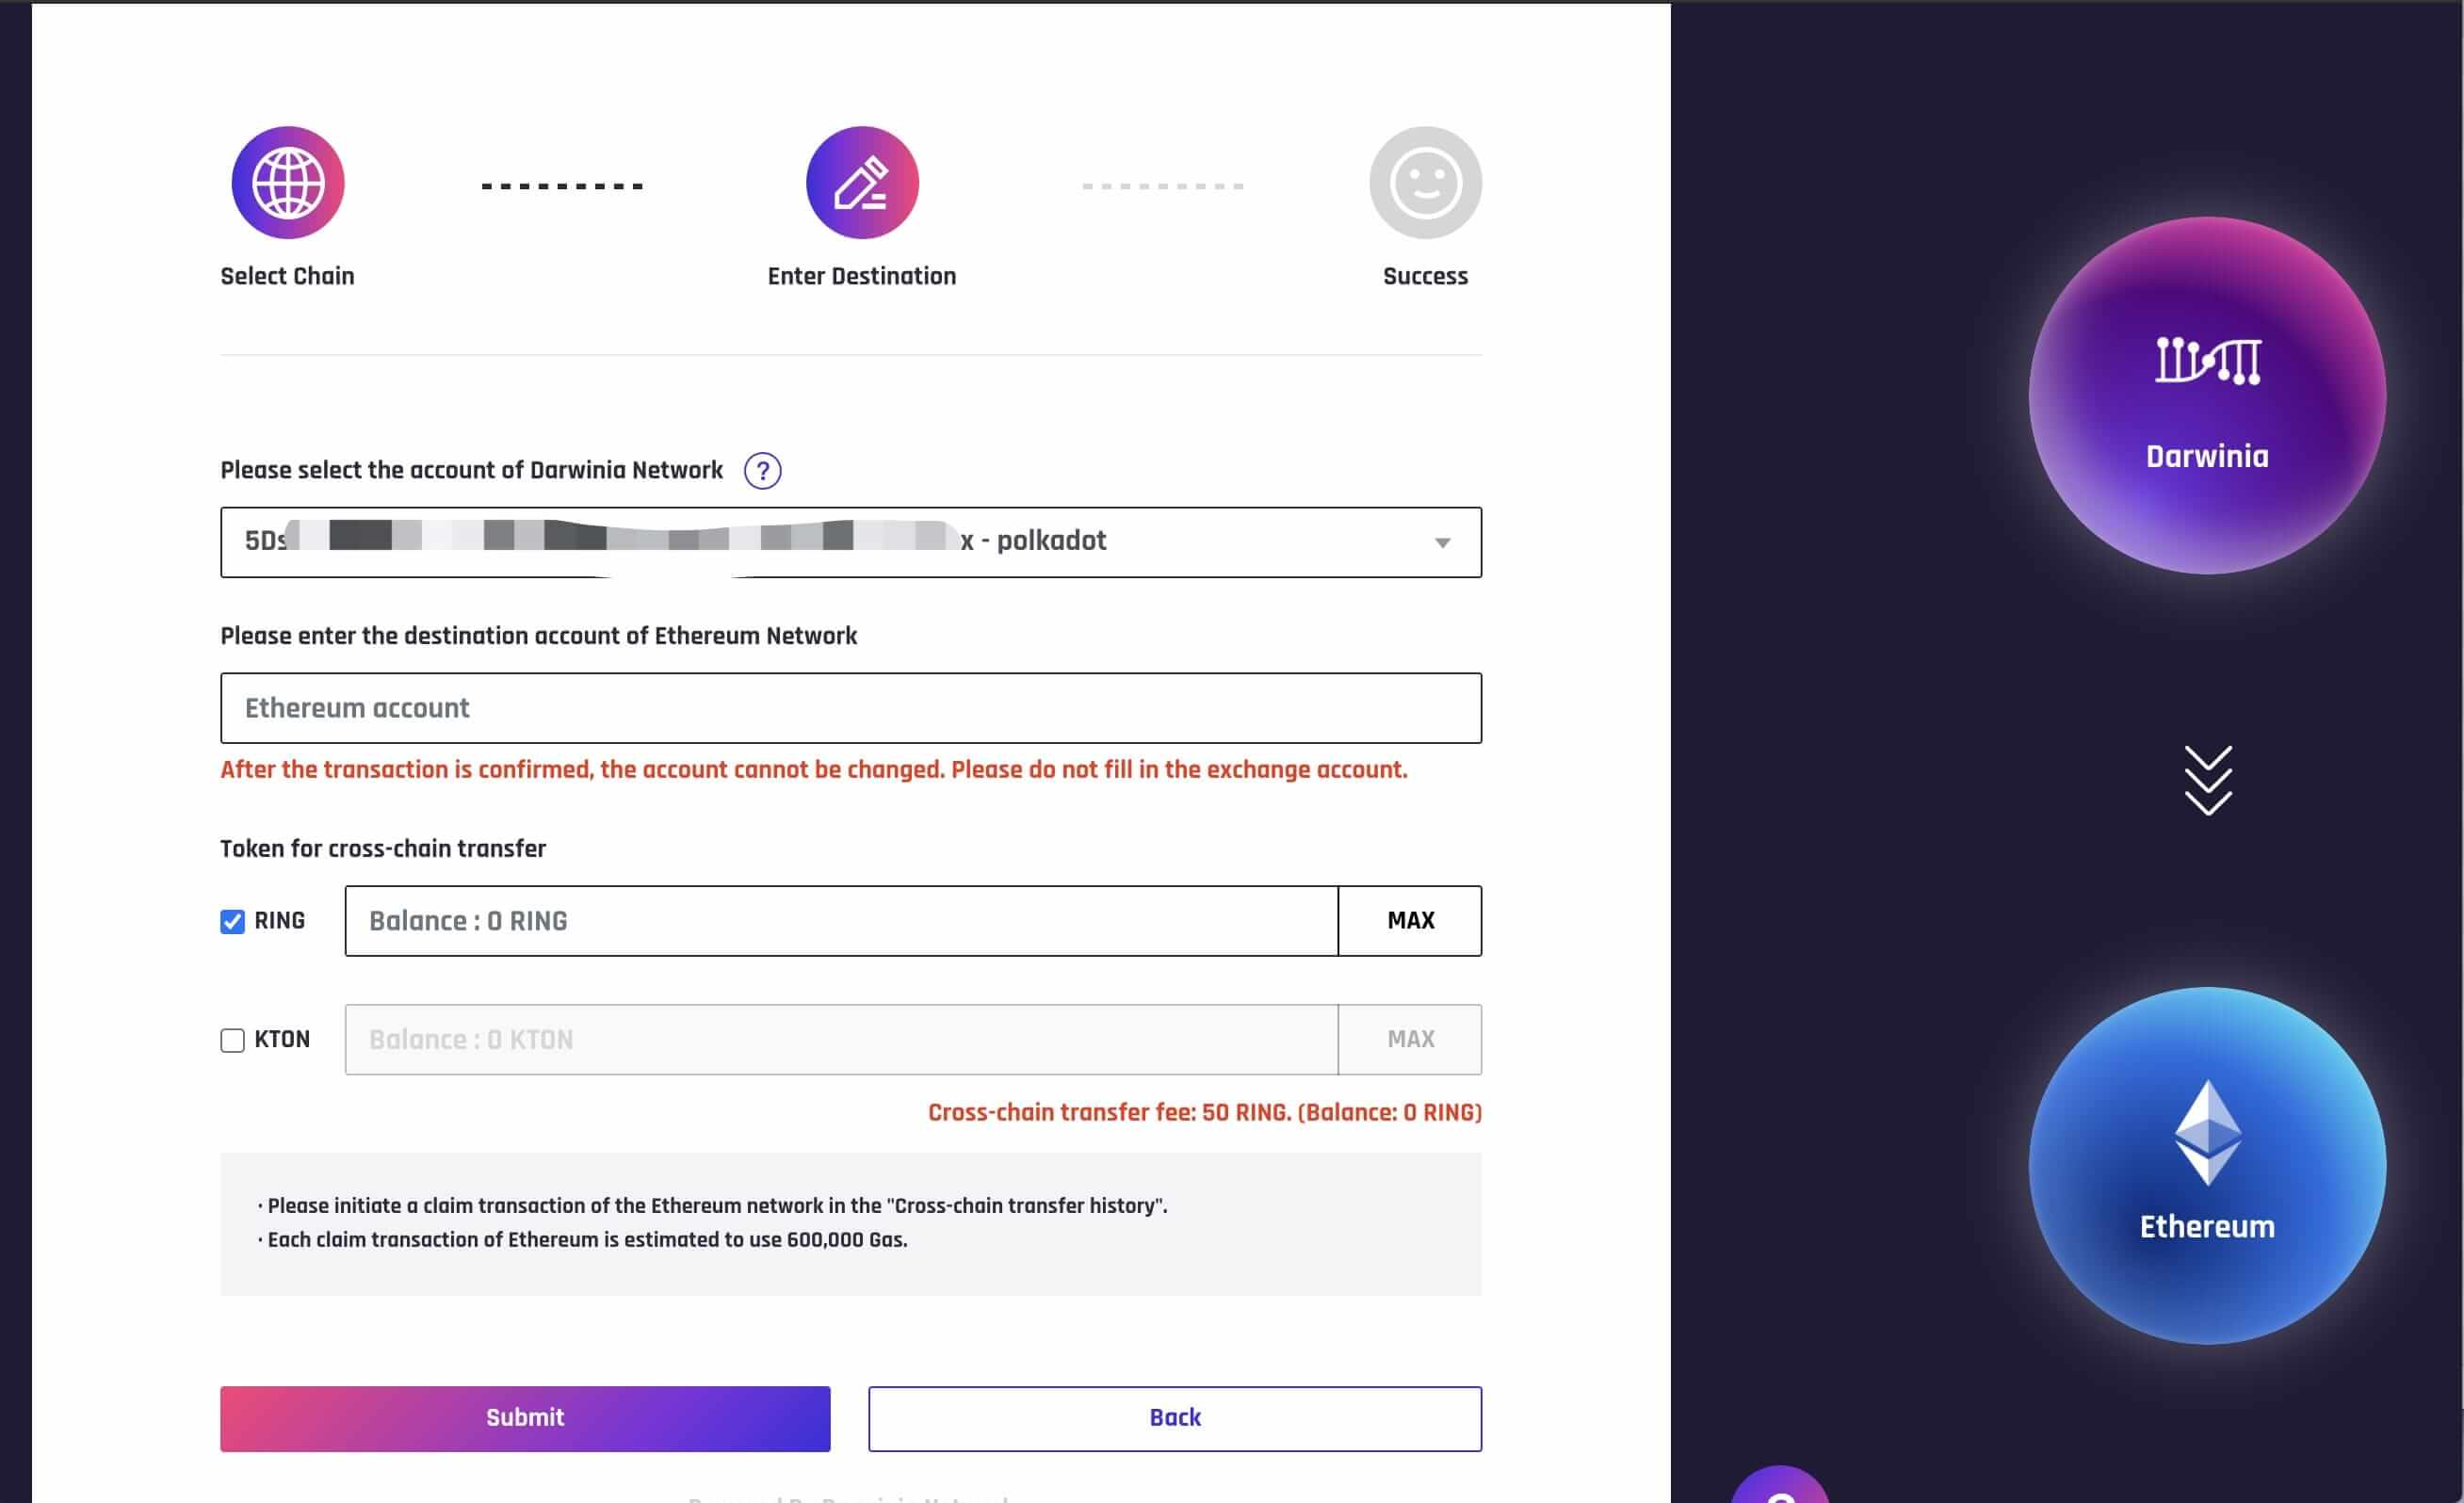 Select Chain
Enter Destination
Success
Please select the account of Darwinia Network ?
x - polkadot
Please enter the destination account of Ethereum Network
Ethereum account
After the transaction is confirmed, the account cannot be changed. Please do not fill in the exchange account.
Token for cross-chain transfer
RING
Balance : 0 RING
MAX
KTON
Balance : 0 KTON
MAX
Cross-chain transfer fee: 50 RING. (Balance: 0 RING)
· Please initiate a claim transaction of the Ethereum network in the "Cross-chain transfer history".
· Each claim transaction of Ethereum is estimated to use 600,000 Gas.
Submit
Back
Darwinia
Ethereum